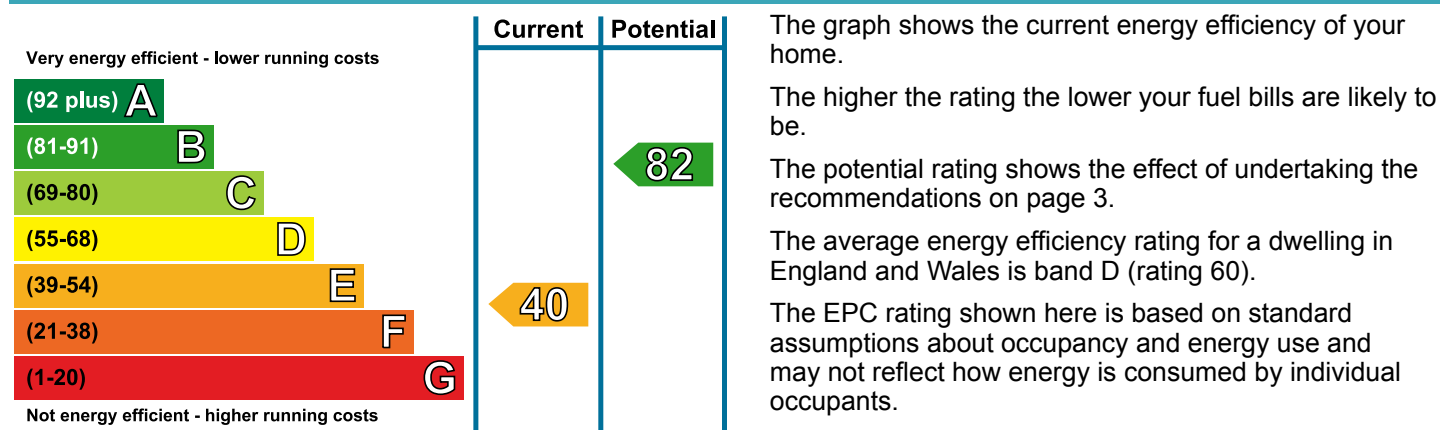 Current Potential
Very energy efficient - lower running costs
(92 plus) A
(81-91) B
(69-80) C
(55-68) D
(39-54) E
(21-38) F
(1-20) G
Not energy efficient - higher running costs
82
40
The graph shows the current energy efficiency of your
home.
The higher the rating the lower your fuel bills are likely to
be.
The potential rating shows the effect of undertaking the
recommendations on page 3.
The average energy efficiency rating for a dwelling in
England and Wales is band D (rating 60).
The EPC rating shown here is based on standard
assumptions about occupancy and energy use and
may not reflect how energy is consumed by individual
occupants.